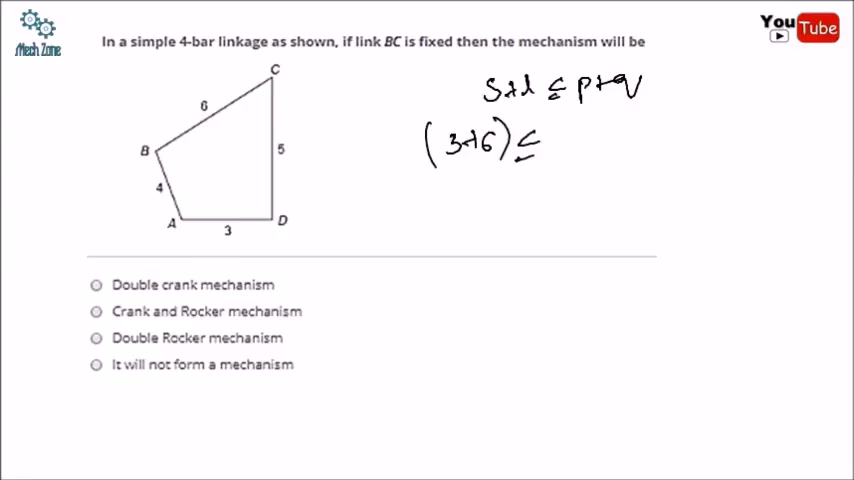 Mech Zone
You Tube
In a simple 4-bar linkage as shown, if link BC is fixed then the mechanism will be
C
6
s+l ≤ p+q
(3+6) ≤
B
5
4
A
D
3
Double crank mechanism
Crank and Rocker mechanism
Double Rocker mechanism
It will not form a mechanism